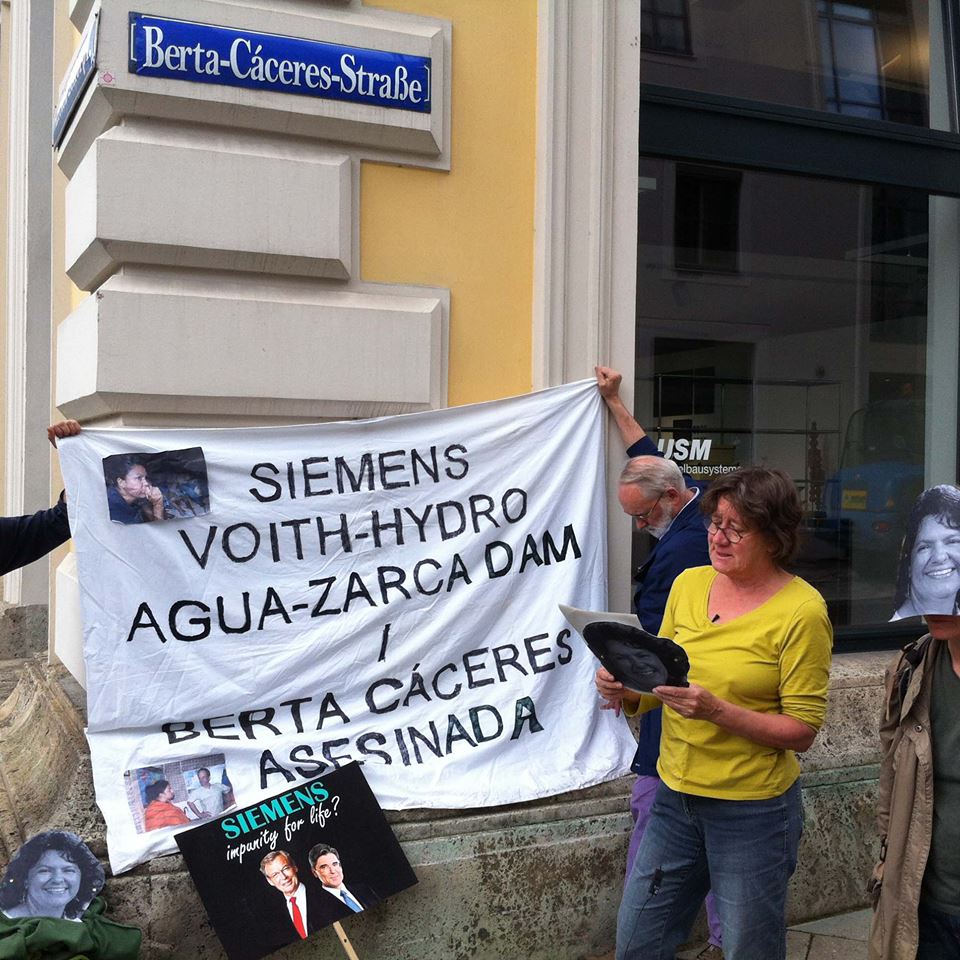 Berta-Cáceres-Straße
SIEMENS
VOITH-HYDRO
AGUA-ZARCA DAM
/
BERTA CÁCERES
ASESINADA
SIEMENS
impunity for life?
USM